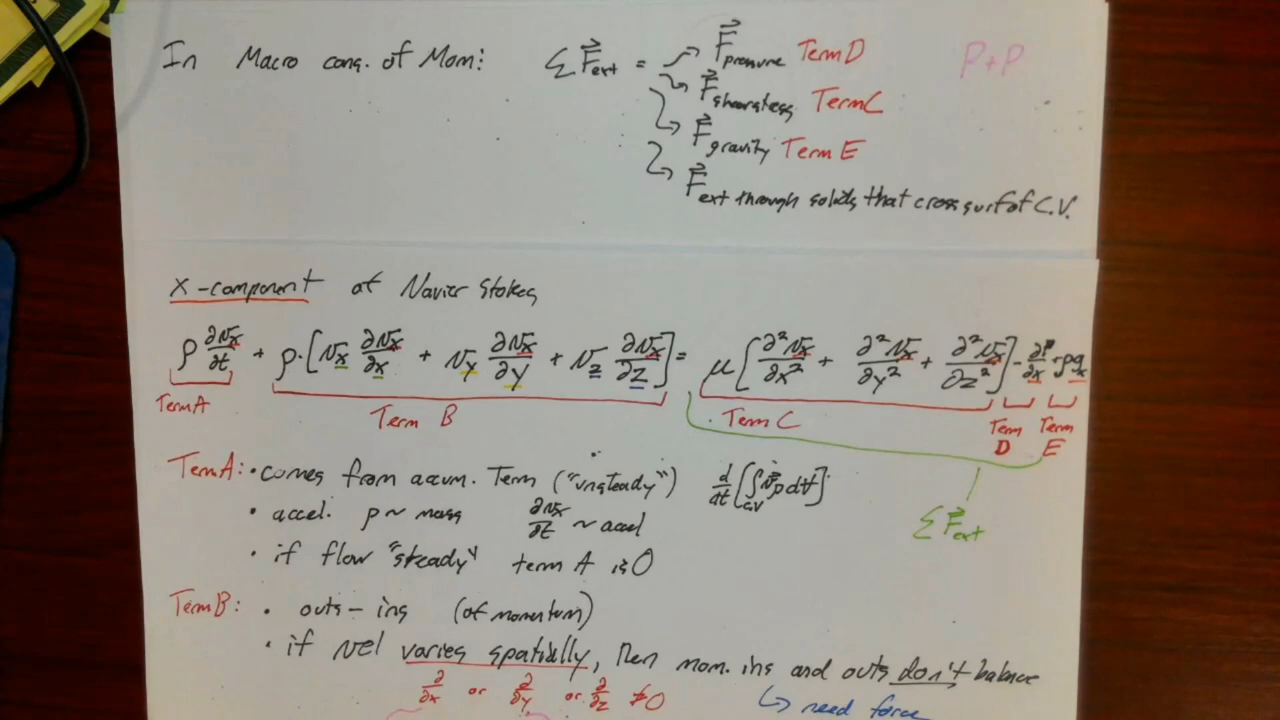 In Macro cons. of Mom: Σ F⃗ext = F⃗pressure Term D
P+P
F⃗shearstress Term C
F⃗gravity Term E
F⃗ext through solids that cross surf of C.V.
x-component of Navier Stokes
ρ ∂vx/∂t + ρ·[vx ∂vx/∂x + vy ∂vx/∂y + vz ∂vx/∂z] = μ[∂²vx/∂x² + ∂²vx/∂y² + ∂²vx/∂z²] - ∂P/∂x + ρgx
Term A Term B Term C Term D Term E
Term A: • comes from accum. Term ("unsteady") d/dt[∫C.V v⃗ρdV]
Σ F⃗ext
• accel. ρ ~ mass ∂vx/∂t ~ accel
• if flow "steady" term A is 0
Term B: • outs - ins (of momentum)
• if vel varies spatially, then mom. ins and outs don't balance
∂/∂x or ∂/∂y or ∂/∂z ≠ 0 ↳ need force